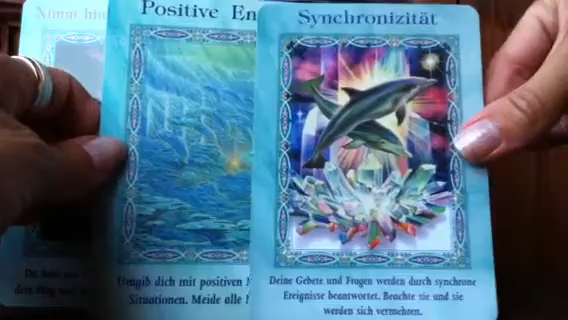 Nimm
Positive
Synchronizität
Umgib dich mit positiven
Situationen. Meide alle
Deine Gebete und Fragen werden durch synchrone
Ereignisse beantwortet. Beachte sie und sie
werden sich vermehren.